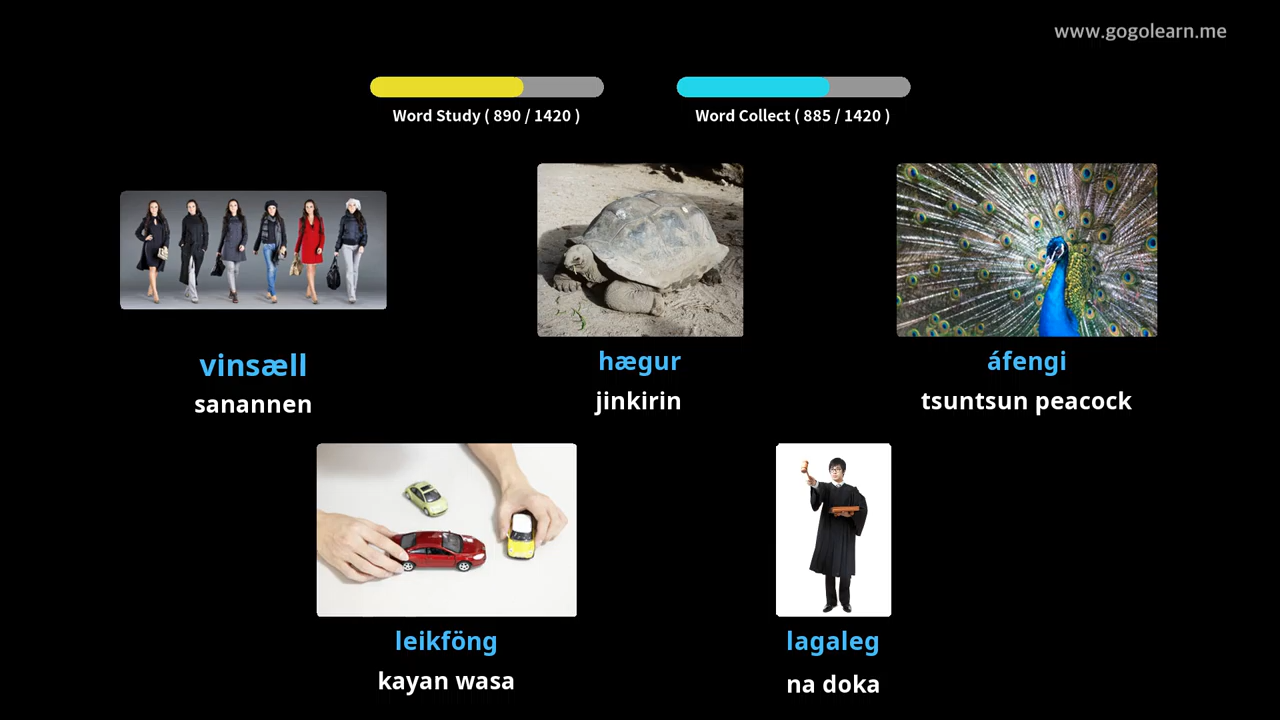 www.gogolearn.me
Word Study ( 890 / 1420 )
Word Collect ( 885 / 1420 )
vinsæll
sanannen
hægur
jinkirin
áfengi
tsuntsun peacock
leikföng
kayan wasa
lagaleg
na doka